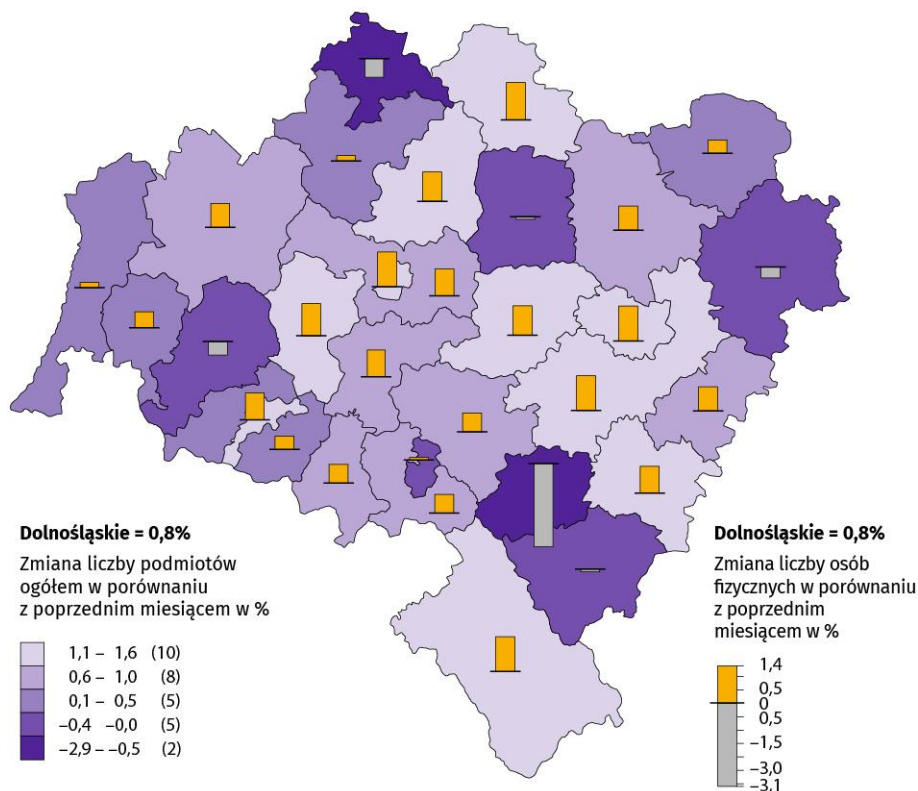 Dolnośląskie = 0,8%
Zmiana liczby podmiotów
ogółem w porównaniu
z poprzednim miesiącem w %
1,1 – 1,6 (10)
0,6 – 1,0 (8)
0,1 – 0,5 (5)
–0,4 –0,0 (5)
–2,9 – –0,5 (2)
Dolnośląskie = 0,8%
Zmiana liczby osób
fizycznych w porównaniu
z poprzednim
miesiącem w %
1,4
0,5
0
0,5
–1,5
–3,0
–3,1